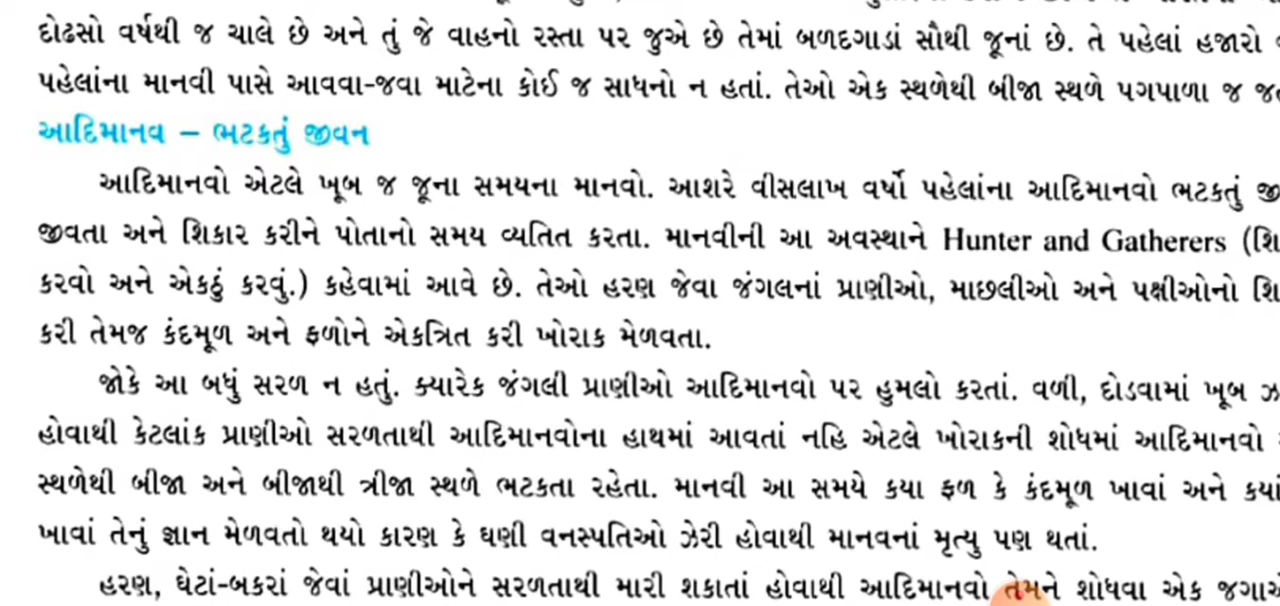 દોઢસો વર્ષથી જ ચાલે છે અને તું જે વાહનો રસ્તા પર જુએ છે તેમાં બળદગાડાં સૌથી જૂનાં છે. તે પહેલાં હજારો
પહેલાંના માનવી પાસે આવવા-જવા માટેના કોઈ જ સાધનો ન હતાં. તેઓ એક સ્થળેથી બીજા સ્થળે પગપાળા જ
આદિમાનવ – ભટકતું જીવન
આદિમાનવો એટલે ખૂબ જ જૂના સમયના માનવો. આશરે વીસલાખ વર્ષો પહેલાંના આદિમાનવો ભટકતું
જીવતા અને શિકાર કરીને પોતાનો સમય વ્યતિત કરતા. માનવીની આ અવસ્થાને Hunter and Gatherers (શિ
કરવો અને એકઠું કરવું.) કહેવામાં આવે છે. તેઓ હરણ જેવા જંગલનાં પ્રાણીઓ, માછલીઓ અને પક્ષીઓનો શિ
કરી તેમજ કંદમૂળ અને ફળોને એકત્રિત કરી ખોરાક મેળવતા.
જોકે આ બધું સરળ ન હતું. ક્યારેક જંગલી પ્રાણીઓ આદિમાનવો પર હુમલો કરતાં. વળી, દોડવામાં ખૂબ ઝ
હોવાથી કેટલાંક પ્રાણીઓ સરળતાથી આદિમાનવોના હાથમાં આવતાં નહિ એટલે ખોરાકની શોધમાં આદિમાનવો
સ્થળેથી બીજા અને બીજાથી ત્રીજા સ્થળે ભટકતા રહેતા. માનવી આ સમયે કયા ફળ કે કંદમૂળ ખાવાં અને કયાં
ખાવાં તેનું જ્ઞાન મેળવતો થયો કારણ કે ઘણી વનસ્પતિઓ ઝેરી હોવાથી માનવનાં મૃત્યુ પણ થતાં.
હરણ, ઘેટાં-બકરાં જેવાં પ્રાણીઓને સરળતાથી મારી શકાતાં હોવાથી આદિમાનવો તેમને શોધવા એક જગાએ